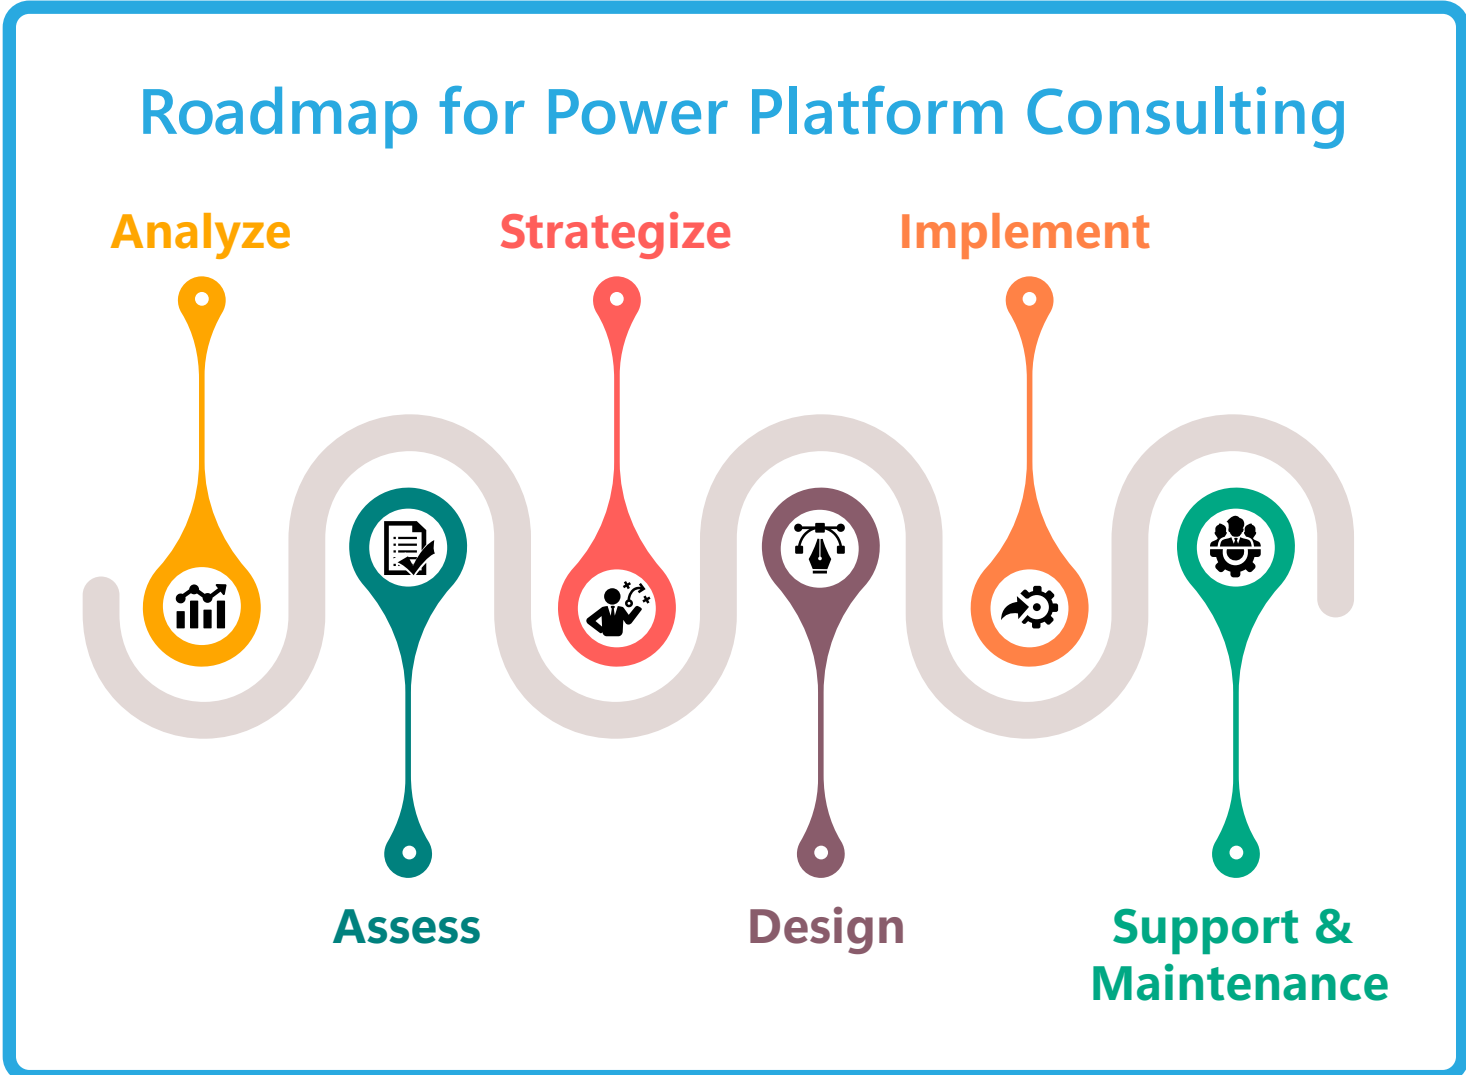 Roadmap for Power Platform Consulting
Analyze
Strategize
Implement
Assess
Design
Support &
Maintenance